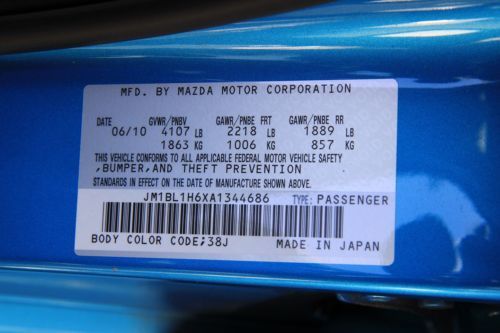 MFD. BY MAZDA MOTOR CORPORATION
DATE GVWR/PNBV GAWR/PNBE FRT GAWR/PNBE RR
06/10 4107 LB 2218 LB 1889 LB
1863 KG 1006 KG 857 KG
THIS VEHICLE CONFORMS TO ALL APPLICABLE FEDERAL MOTOR VEHICLE SAFETY
,BUMPER,AND THEFT PREVENTION
STANDARDS IN EFFECT ON THE DATE OF MANUFACTURE SHOWN ABOVE.
JM1BL1H6XA1344686 TYPE: PASSENGER
BODY COLOR CODE;38J MADE IN JAPAN